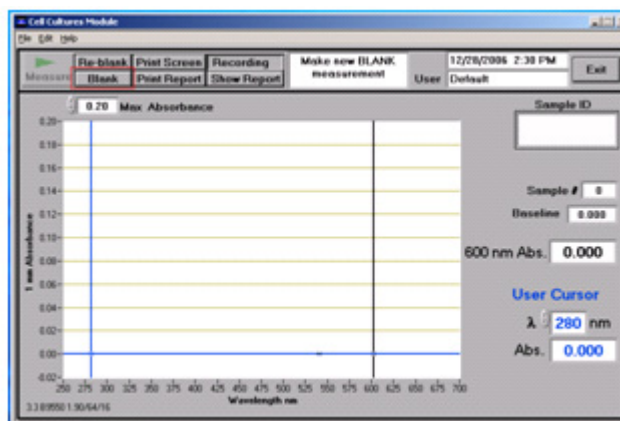 Cell Cultures Module
File Edit Help
Measure Re-blank Print Screen Recording
Blank Print Report Show Report
Make new BLANK
measurement
12/28/2006 2:30 PM
User Default
Exit
0.20 Max Absorbance
Sample ID
0.20
0.18
0.16
0.14
0.12
0.10
0.08
0.06
0.04
0.02
0.00
-0.02
1 mm Absorbance
250 275 300 325 350 375 400 425 450 475 500 525 550 575 600 625 650 675 700
Wavelength nm
Sample # 0
Baseline 0.000
600 nm Abs. 0.000
User Cursor
λ 280 nm
Abs. 0.000